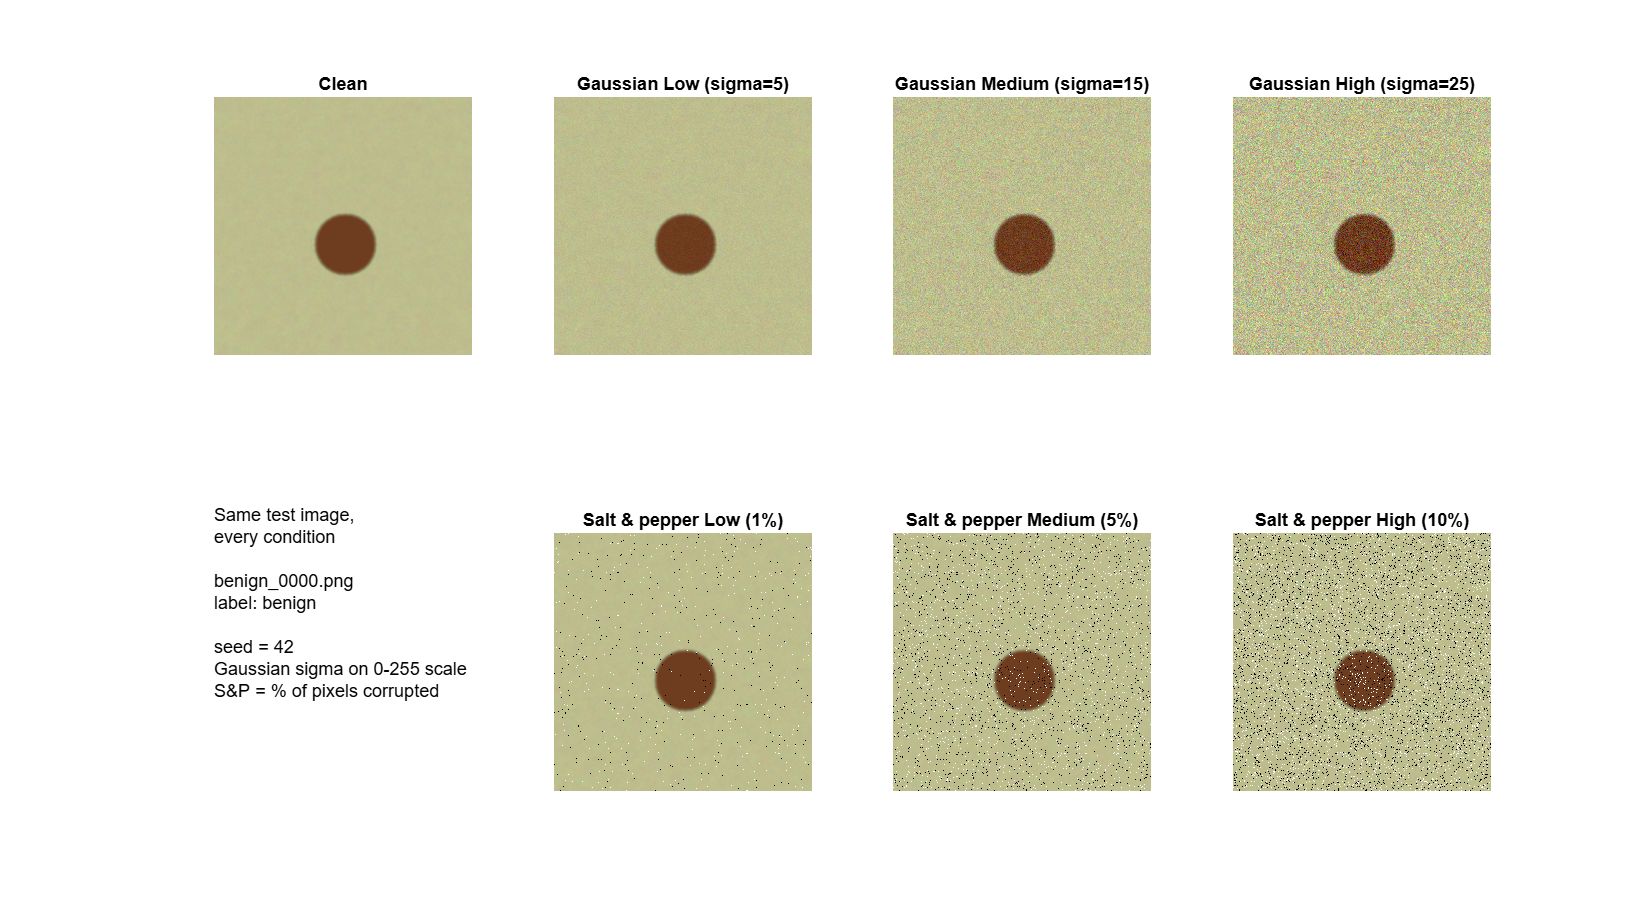 Clean
Gaussian Low (sigma=5)
Gaussian Medium (sigma=15)
Gaussian High (sigma=25)
Same test image,
every condition
benign_0000.png
label: benign
seed = 42
Gaussian sigma on 0-255 scale
S&P = % of pixels corrupted
Salt & pepper Low (1%)
Salt & pepper Medium (5%)
Salt & pepper High (10%)